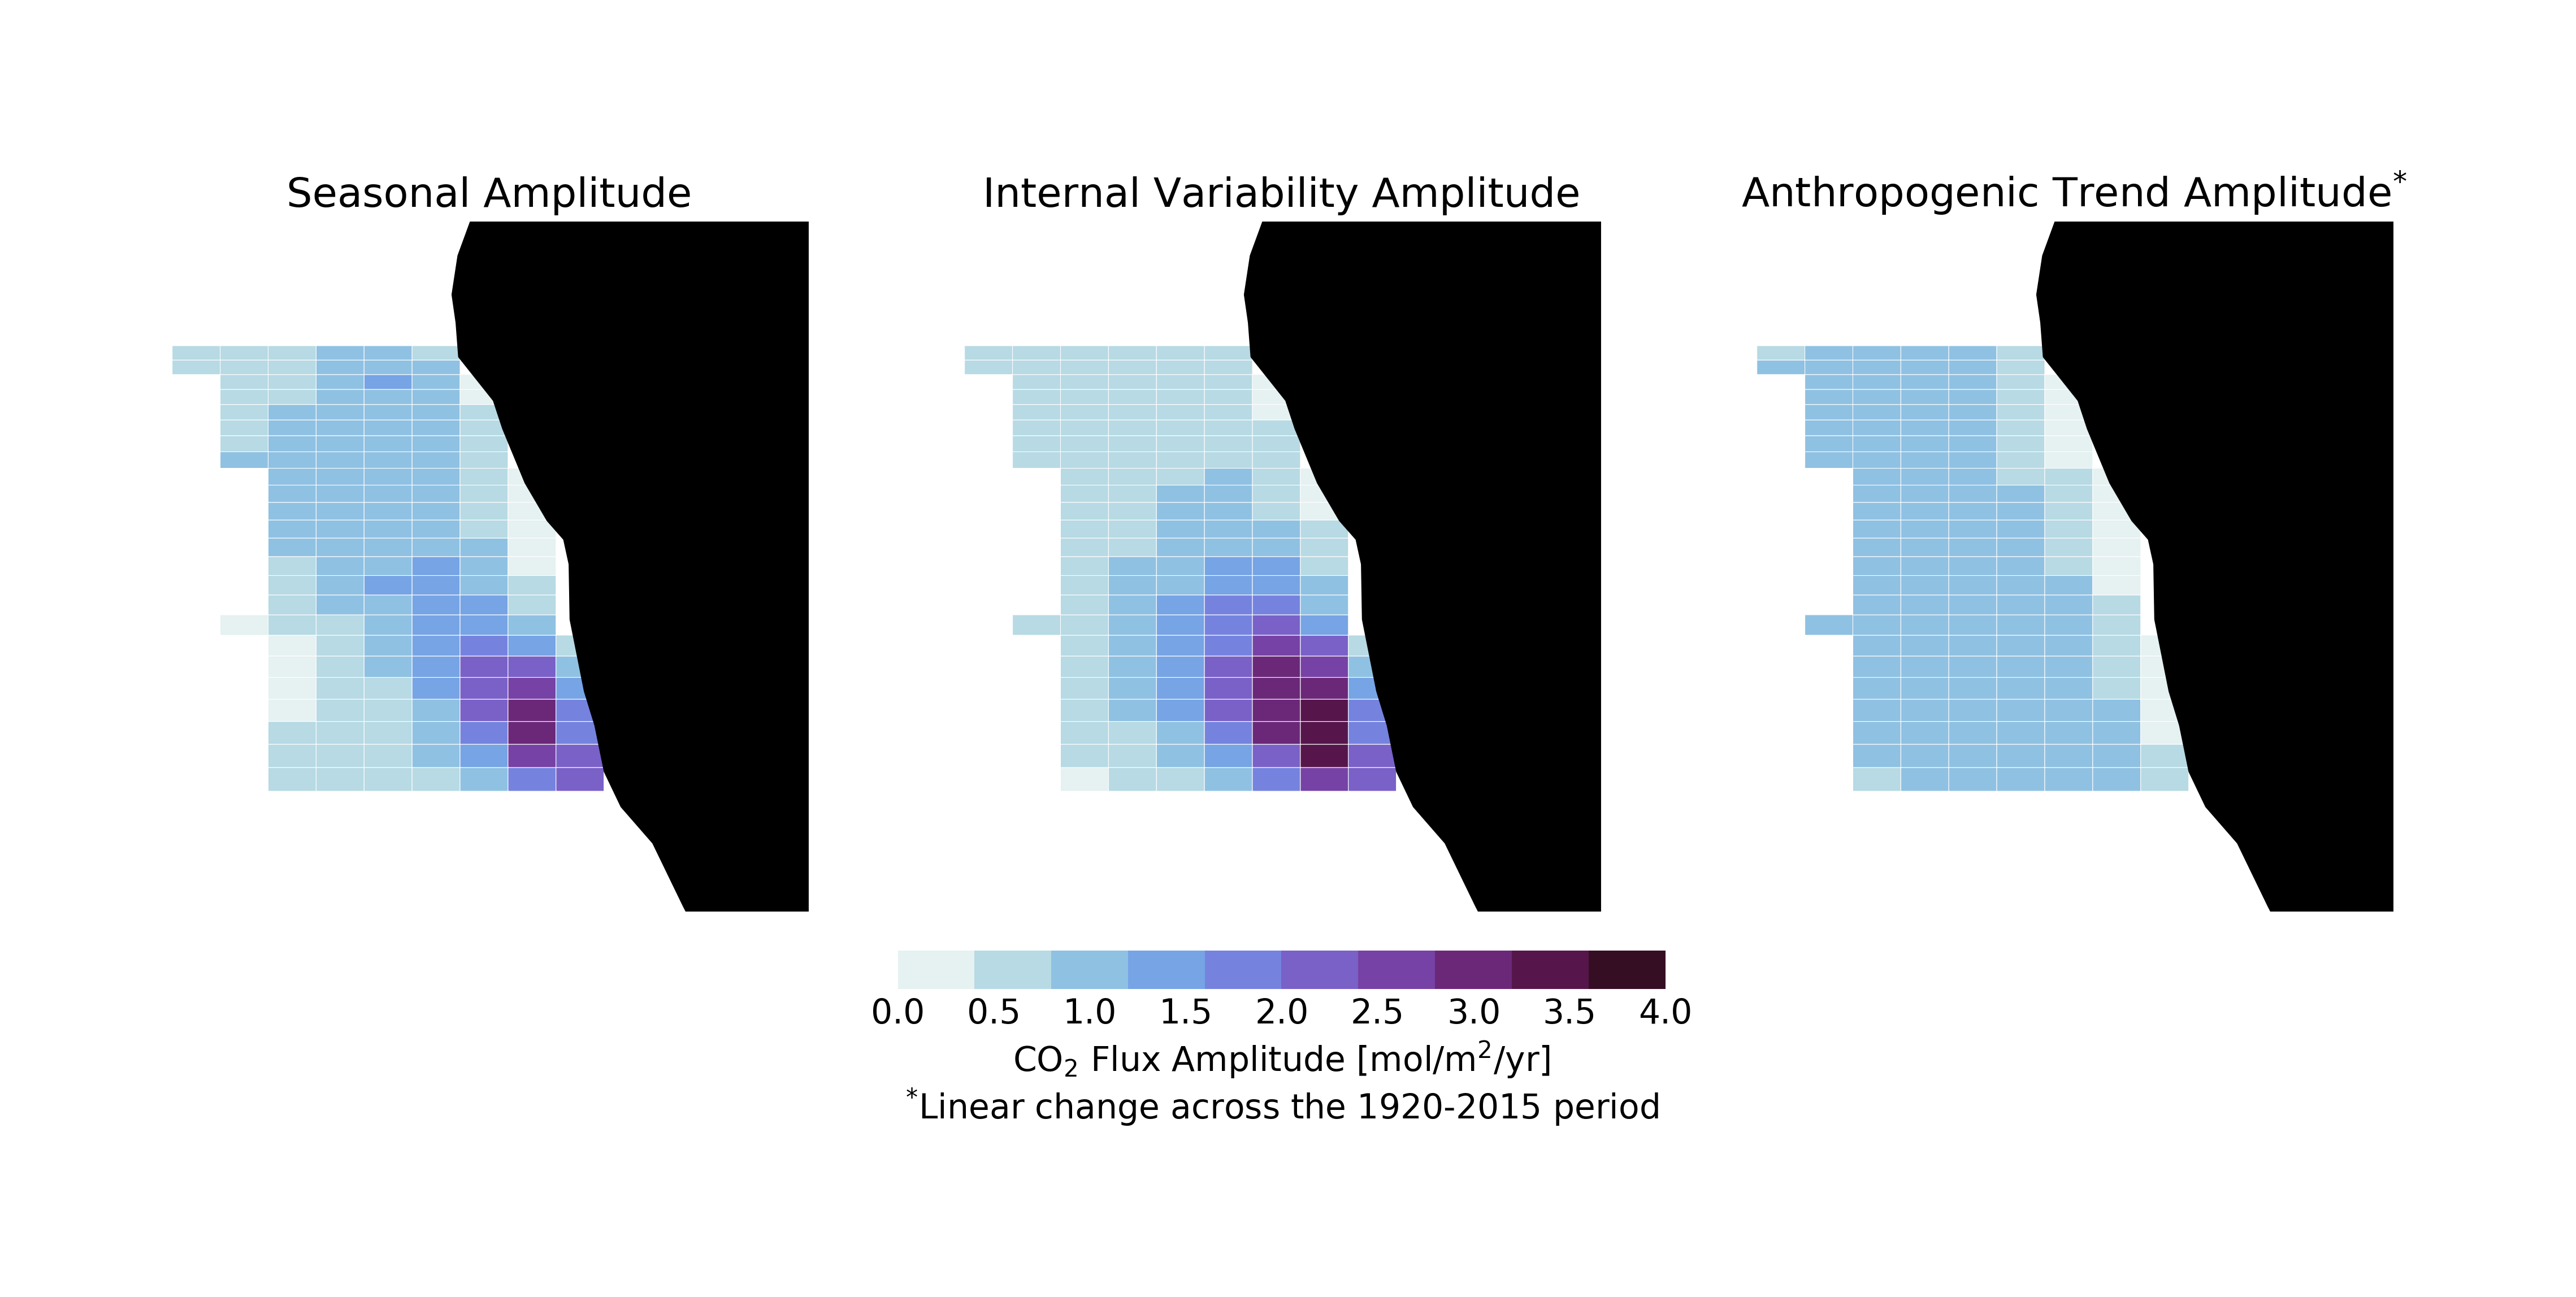 Seasonal Amplitude
Internal Variability Amplitude
Anthropogenic Trend Amplitude*
0.0 0.5 1.0 1.5 2.0 2.5 3.0 3.5 4.0
CO₂ Flux Amplitude [mol/m²/yr]
*Linear change across the 1920-2015 period